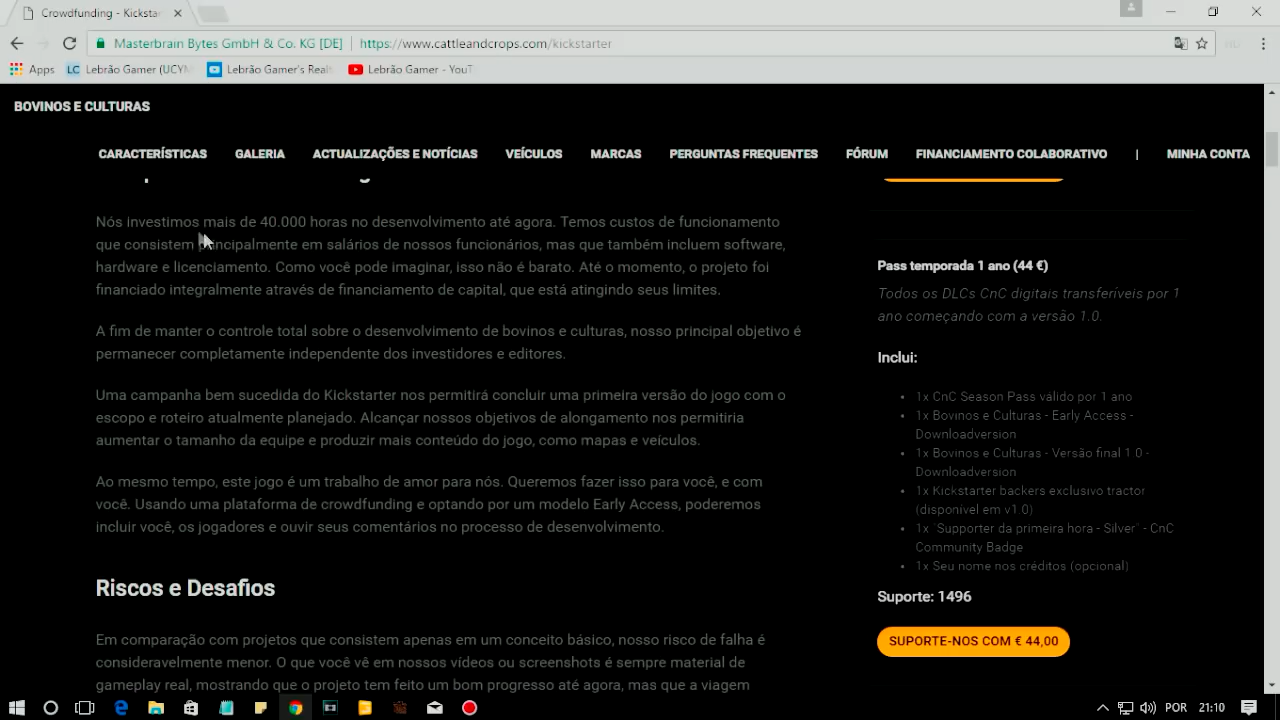 Crowdfunding - Kicksta
Masterbrain Bytes GmbH & Co. KG [DE] https://www.cattleandcrops.com/kickstarter
Apps LC Lebrão Gamer (UCYM Lebrão Gamer's Real Lebrão Gamer - YouT
BOVINOS E CULTURAS
CARACTERÍSTICAS GALERIA ACTUALIZAÇÕES E NOTÍCIAS VEÍCULOS MARCAS PERGUNTAS FREQUENTES FÓRUM FINANCIAMENTO COLABORATIVO | MINHA CONTA
Nós investimos mais de 40.000 horas no desenvolvimento até agora. Temos custos de funcionamento
que consistem principalmente em salários de nossos funcionários, mas que também incluem software,
hardware e licenciamento. Como você pode imaginar, isso não é barato. Até o momento, o projeto foi
financiado integralmente através de financiamento de capital, que está atingindo seus limites.
A fim de manter o controle total sobre o desenvolvimento de bovinos e culturas, nosso principal objetivo é
permanecer completamente independente dos investidores e editores.
Uma campanha bem sucedida do Kickstarter nos permitirá concluir uma primeira versão do jogo com o
escopo e roteiro atualmente planejado. Alcançar nossos objetivos de alongamento nos permitiria
aumentar o tamanho da equipe e produzir mais conteúdo do jogo, como mapas e veículos.
Ao mesmo tempo, este jogo é um trabalho de amor para nós. Queremos fazer isso para você, e com
você. Usando uma plataforma de crowdfunding e optando por um modelo Early Access, poderemos
incluir você, os jogadores e ouvir seus comentários no processo de desenvolvimento.
Riscos e Desafios
Em comparação com projetos que consistem apenas em um conceito básico, nosso risco de falha é
consideravelmente menor. O que você vê em nossos vídeos ou screenshots é sempre material de
gameplay real, mostrando que o projeto tem feito um bom progresso até agora, mas que a viagem
Pass temporada 1 ano (44 €)
Todos os DLCs CnC digitais transferíveis por 1
ano começando com a versão 1.0.
Inclui:
1x CnC Season Pass válido por 1 ano
1x Bovinos e Culturas - Early Access -
Downloadversion
1x Bovinos e Culturas - Versão final 1.0 -
Downloadversion
1x Kickstarter backers exclusivo tractor
(disponível em v1.0)
1x "Supporter da primeira hora - Silver" - CnC
Community Badge
1x Seu nome nos créditos (opcional)
Suporte: 1496
SUPORTE-NOS COM € 44,00
POR 21:10